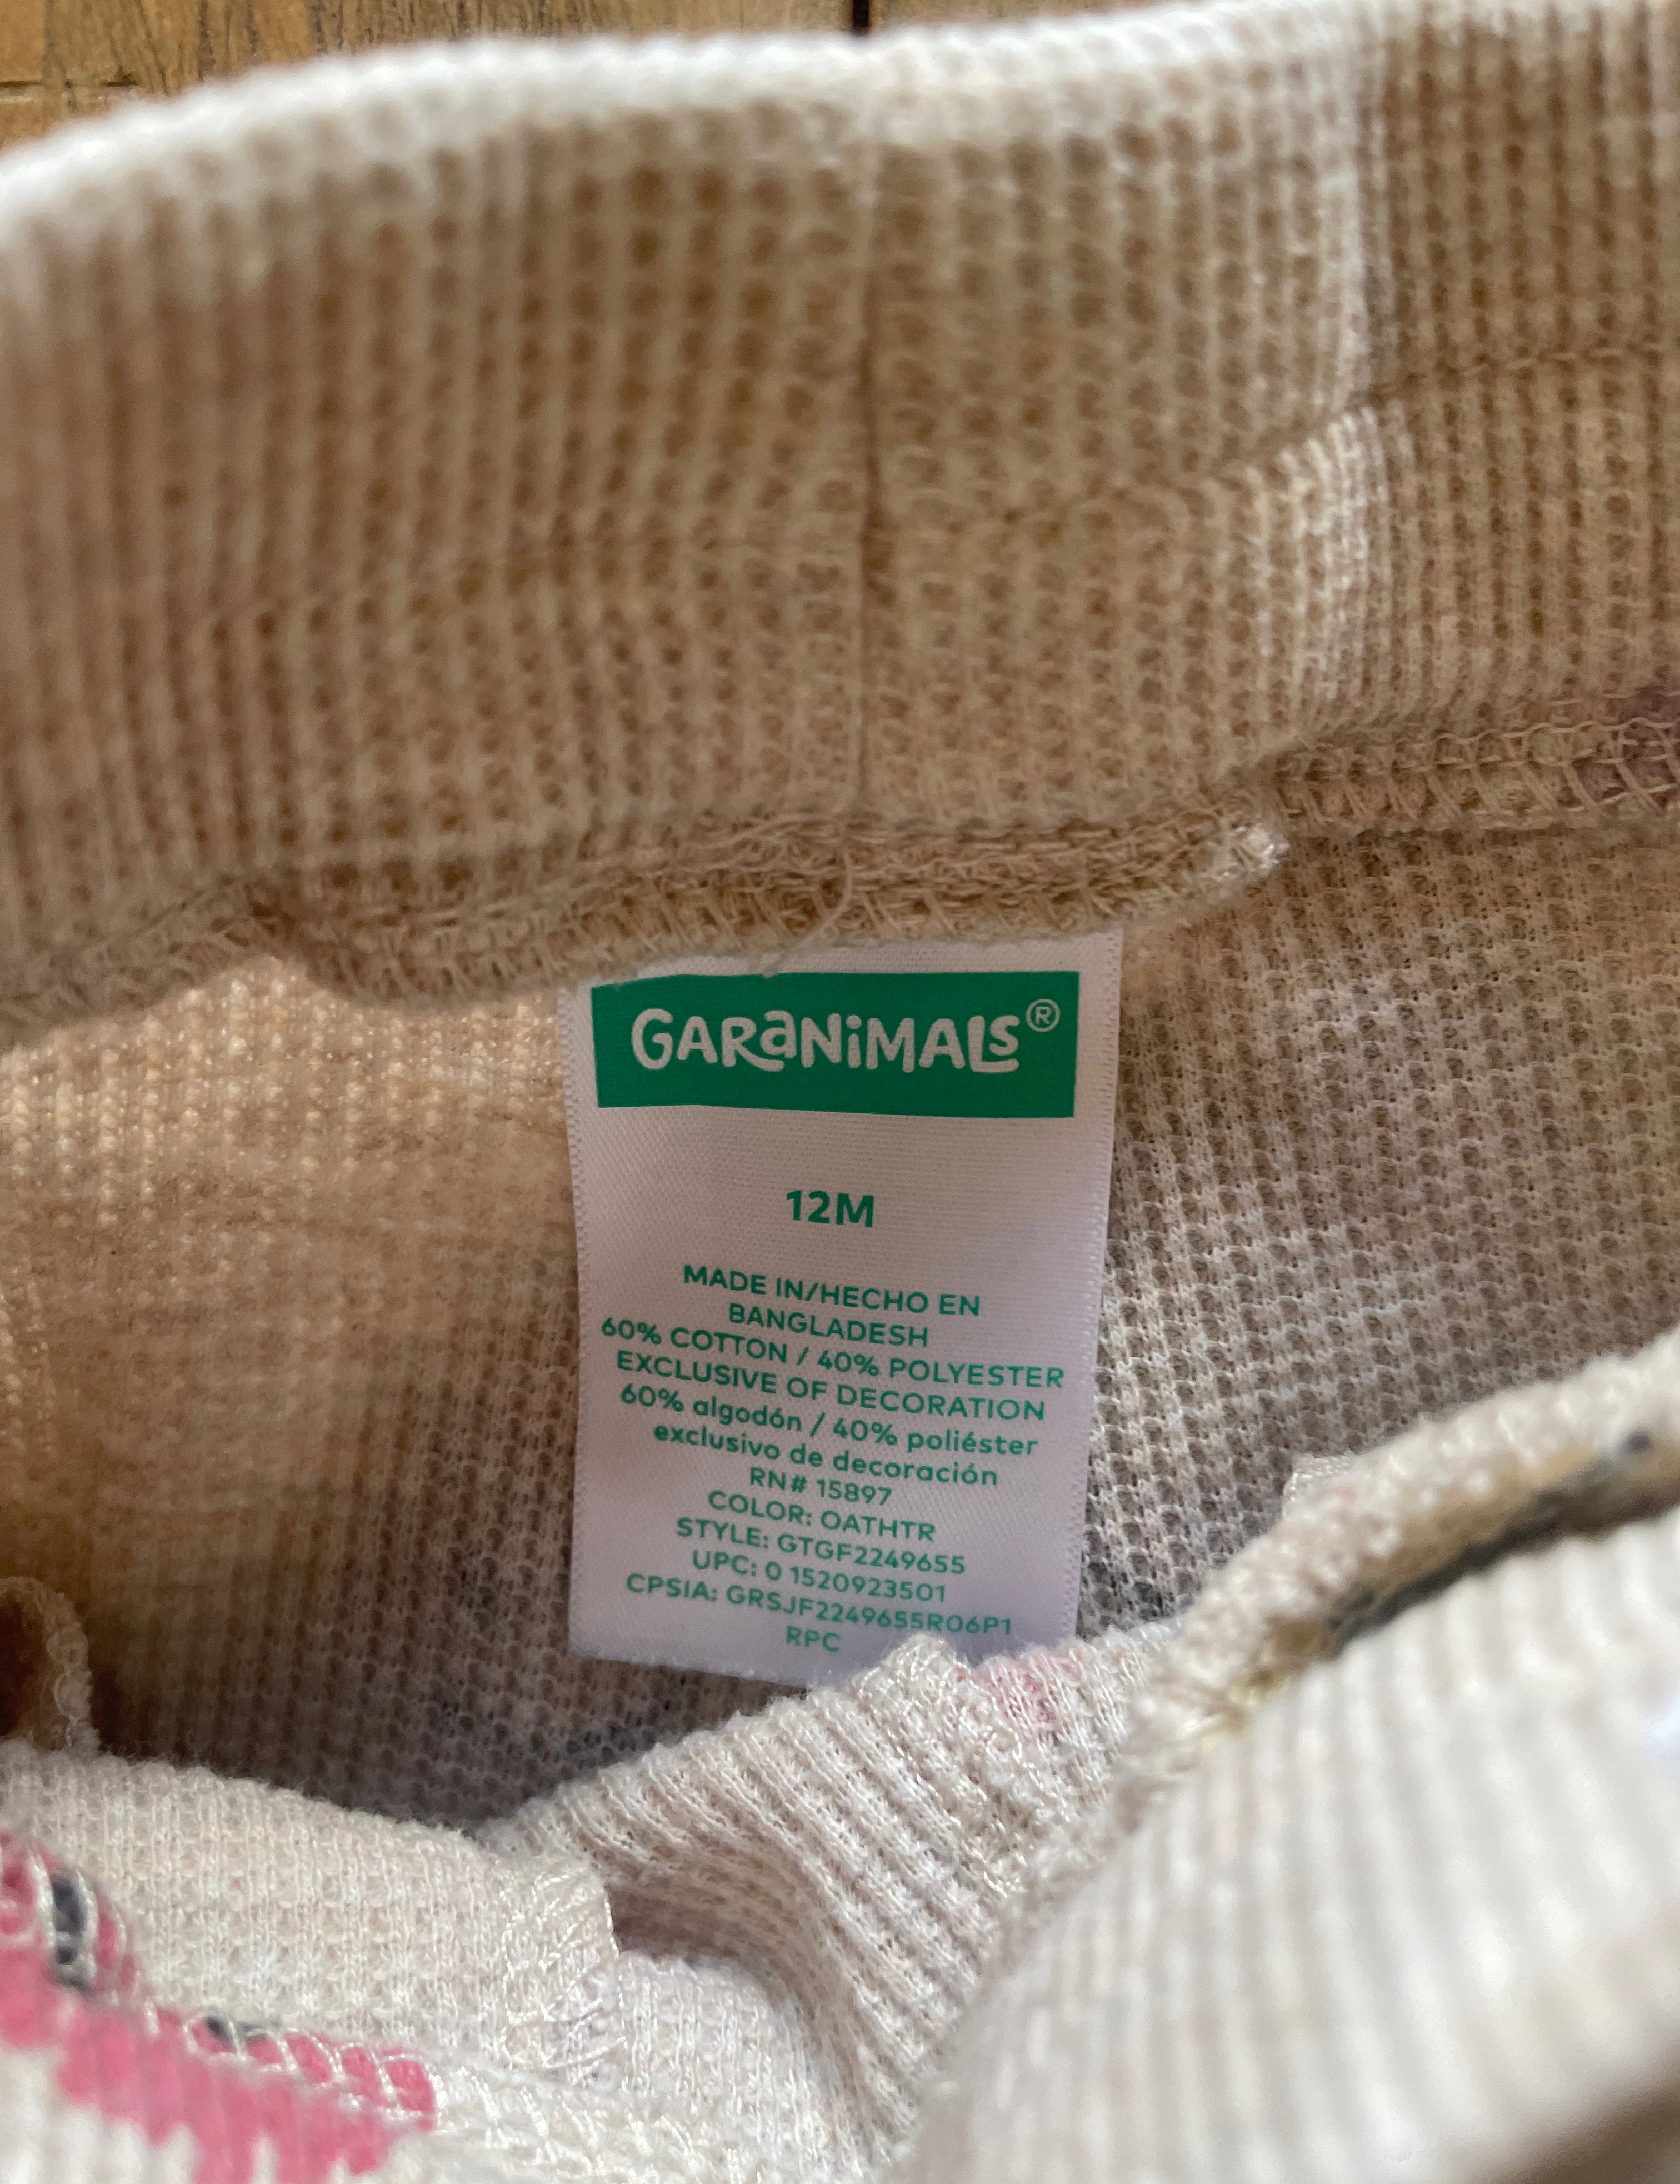 GARANIMALS®
12M
MADE IN/HECHO EN
BANGLADESH
60% COTTON / 40% POLYESTER
EXCLUSIVE OF DECORATION
60% algodón / 40% poliéster
exclusivo de decoración
RN# 15897
COLOR: OATHTR
STYLE: GTGF2249655
UPC: 0 1520923501
CPSIA: GRSJF2249655R06P1
RPC